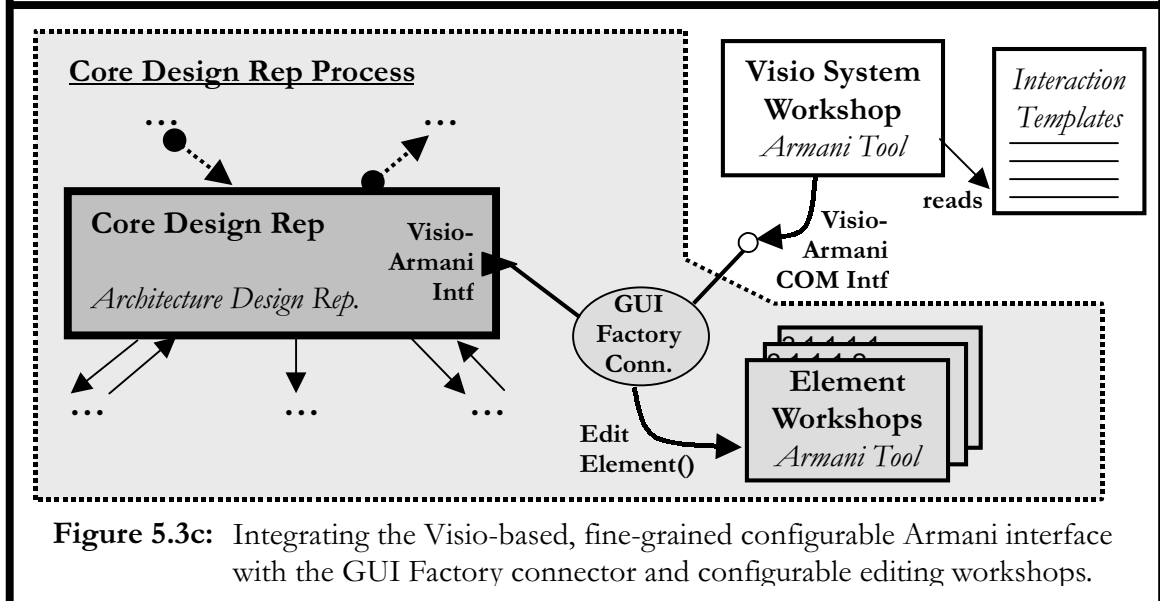 Core Design Rep Process
...
...
Core Design Rep
Architecture Design Rep.
Visio-
Armani
Intf
...
...
...
Visio System
Workshop
Armani Tool
Interaction
Templates
reads
Visio-
Armani
COM Intf
GUI
Factory
Conn.
Edit
Element()
Element
Workshops
Armani Tool
Figure 5.3c: Integrating the Visio-based, fine-grained configurable Armani interface
with the GUI Factory connector and configurable editing workshops.